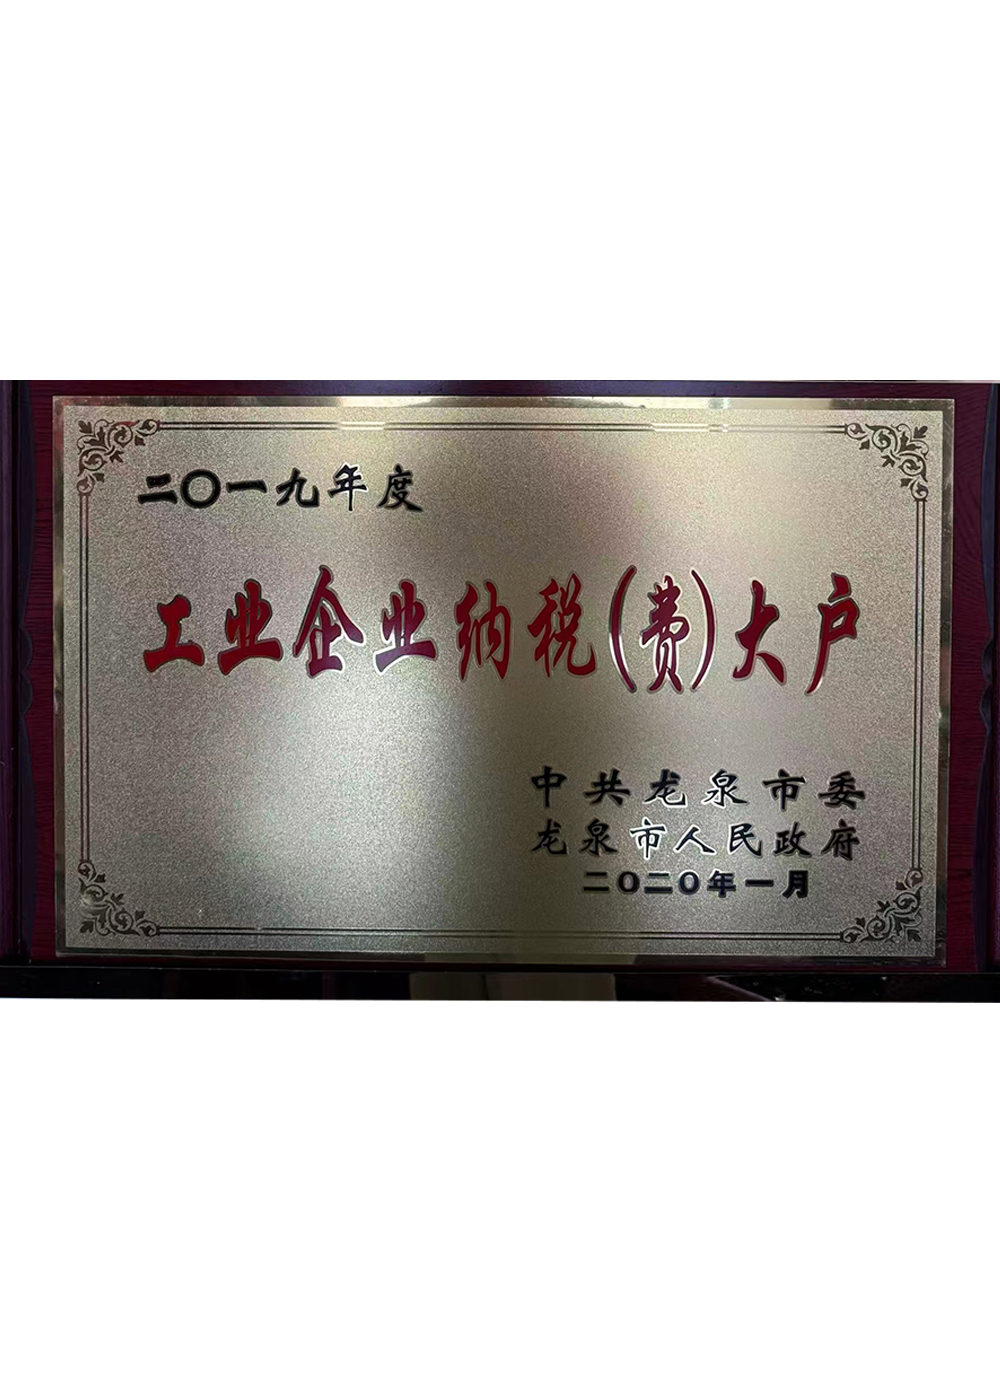 二〇一九年度
工业企业纳税(费)大户
中共龙泉市委
龙泉市人民政府
二〇二〇年一月